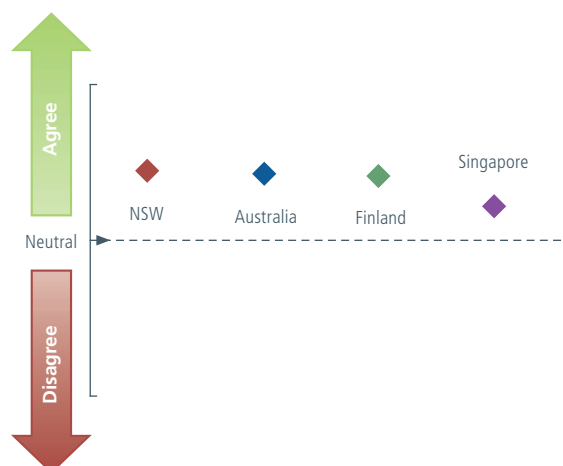 Agree
Singapore
NSW
Australia
Finland
Neutral
Disagree